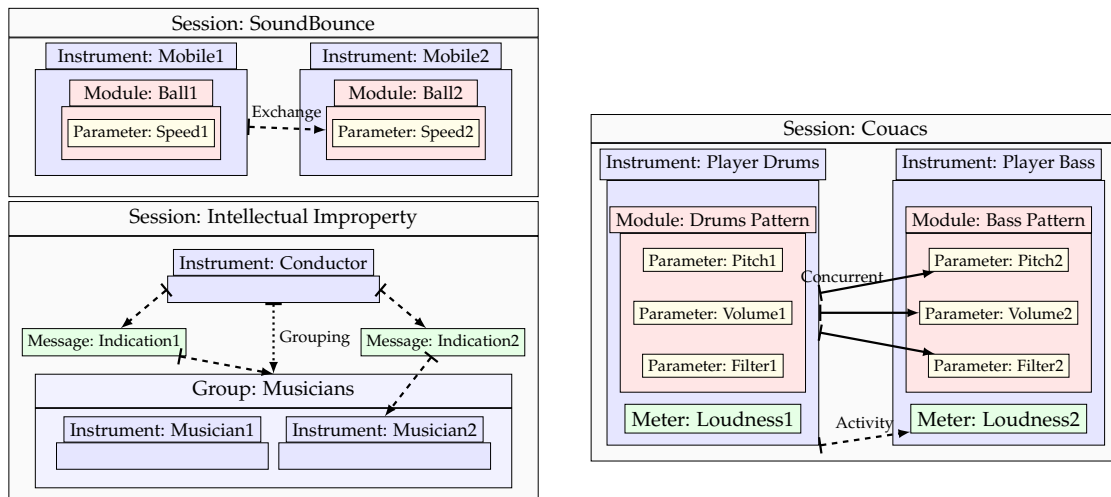 Session: SoundBounce
Instrument: Mobile1
Instrument: Mobile2
Module: Ball1
Module: Ball2
Exchange
Parameter: Speed1
Parameter: Speed2
Session: Intellectual Improperty
Instrument: Conductor
Message: Indication1
Grouping
Message: Indication2
Group: Musicians
Instrument: Musician1
Instrument: Musician2
Session: Couacs
Instrument: Player Drums
Instrument: Player Bass
Module: Drums Pattern
Module: Bass Pattern
Parameter: Pitch1
Concurrent
Parameter: Pitch2
Parameter: Volume1
Parameter: Volume2
Parameter: Filter1
Parameter: Filter2
Meter: Loudness1
Activity
Meter: Loudness2